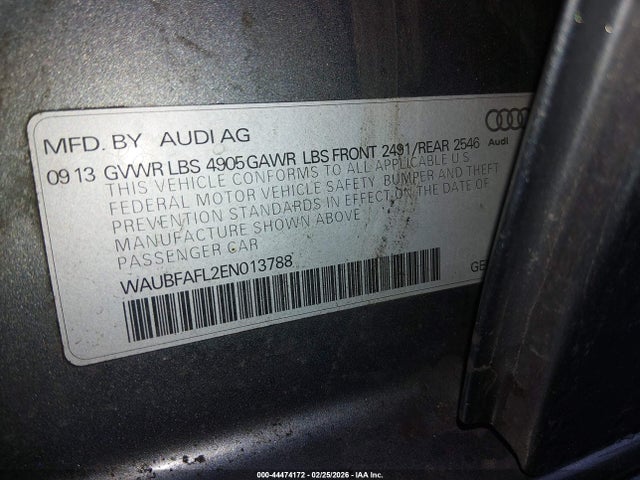 MFD. BY AUDI AG
Audi
09 13 GVWR LBS 4905 GAWR LBS FRONT 2491/REAR 2546
THIS VEHICLE CONFORMS TO ALL APPLICABLE U S
FEDERAL MOTOR VEHICLE SAFETY BUMPER AND THEFT
PREVENTION STANDARDS IN EFFECT ON THE DATE OF
MANUFACTURE SHOWN ABOVE
PASSENGER CAR
WAUBFAFL2EN013788
GE
000-44474172 - 02/25/2026 - IAA Inc.